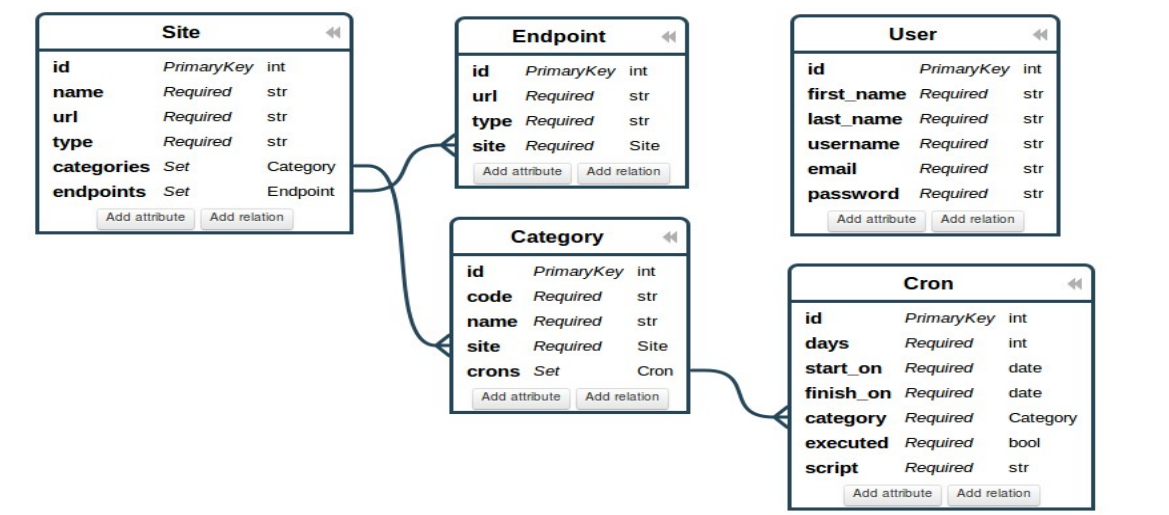 Site
id PrimaryKey int
name Required str
url Required str
type Required str
categories Set Category
endpoints Set Endpoint
Add attribute Add relation
Endpoint
id PrimaryKey int
url Required str
type Required str
site Required Site
Add attribute Add relation
User
id PrimaryKey int
first_name Required str
last_name Required str
username Required str
email Required str
password Required str
Add attribute Add relation
Category
id PrimaryKey int
code Required str
name Required str
site Required Site
crons Set Cron
Add attribute Add relation
Cron
id PrimaryKey int
days Required int
start_on Required date
finish_on Required date
category Required Category
executed Required bool
script Required str
Add attribute Add relation